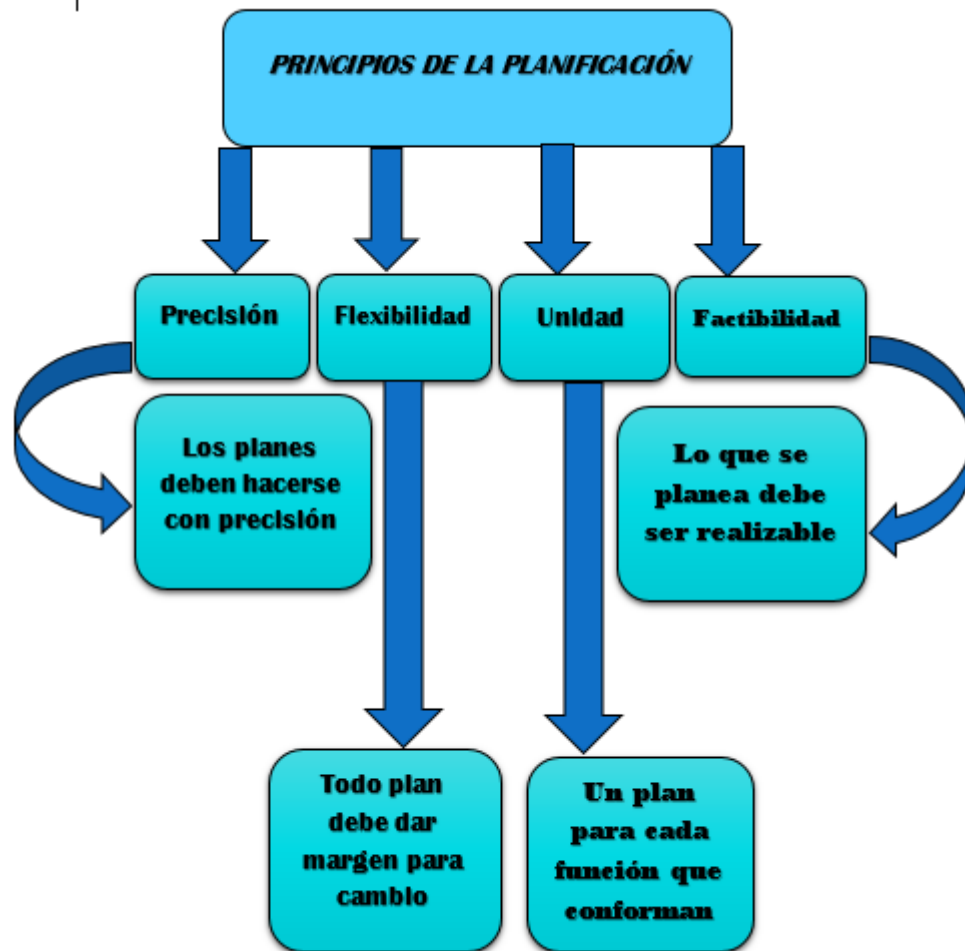 PRINCIPIOS DE LA PLANIFICACIÓN
Precisión
Flexibilidad
Unidad
Factibilidad
Los planes
deben hacerse
con precisión
Lo que se
planea debe
ser realizable
Todo plan
debe dar
margen para
cambio
Un plan
para cada
función que
conforman